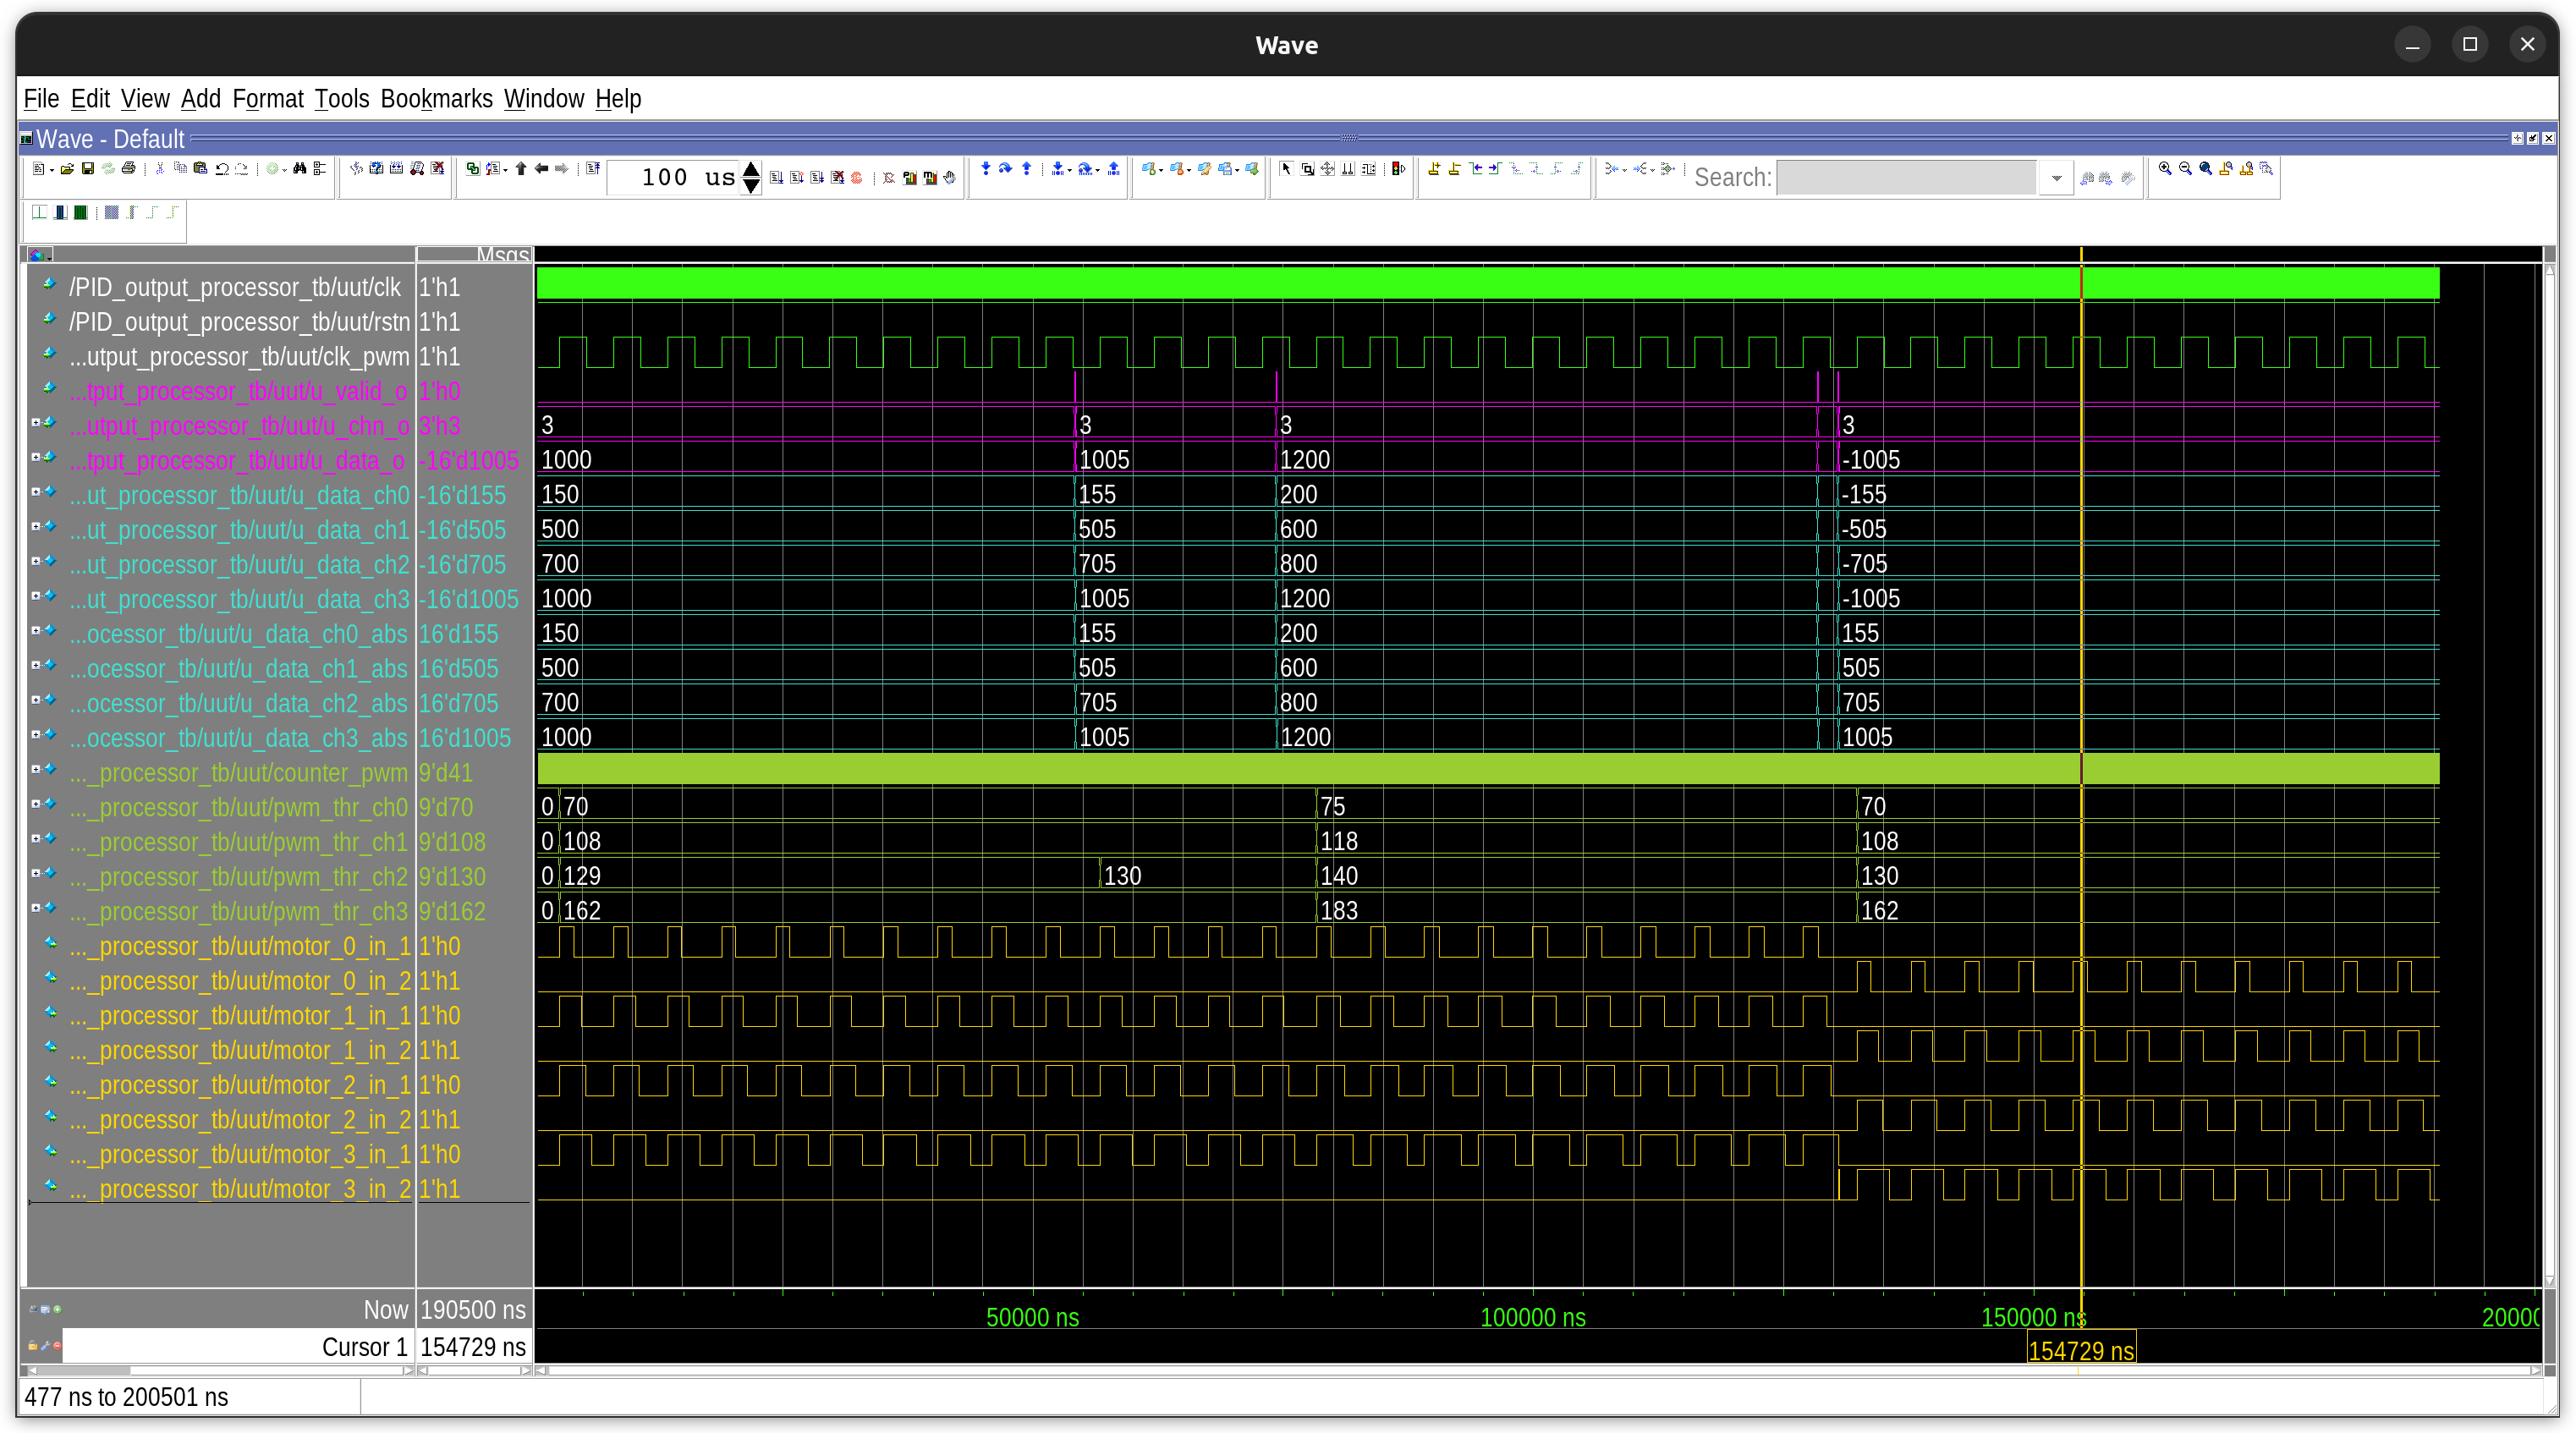 Wave
File Edit View Add Format Tools Bookmarks Window Help
Wave - Default
100 us
Search:
Msgs
/PID_output_processor_tb/uut/clk 1'h1
/PID_output_processor_tb/uut/rstn 1'h1
...utput_processor_tb/uut/clk_pwm 1'h1
...tput_processor_tb/uut/u_valid_o 1'h0
...utput_processor_tb/uut/u_chn_o 3'h3 3 3 3 3
...tput_processor_tb/uut/u_data_o -16'd1005 1000 1005 1200 -1005
...ut_processor_tb/uut/u_data_ch0 -16'd155 150 155 200 -155
...ut_processor_tb/uut/u_data_ch1 -16'd505 500 505 600 -505
...ut_processor_tb/uut/u_data_ch2 -16'd705 700 705 800 -705
...ut_processor_tb/uut/u_data_ch3 -16'd1005 1000 1005 1200 -1005
...ocessor_tb/uut/u_data_ch0_abs 16'd155 150 155 200 155
...ocessor_tb/uut/u_data_ch1_abs 16'd505 500 505 600 505
...ocessor_tb/uut/u_data_ch2_abs 16'd705 700 705 800 705
...ocessor_tb/uut/u_data_ch3_abs 16'd1005 1000 1005 1200 1005
..._processor_tb/uut/counter_pwm 9'd41
..._processor_tb/uut/pwm_thr_ch0 9'd70 0 70 75 70
..._processor_tb/uut/pwm_thr_ch1 9'd108 0 108 118 108
..._processor_tb/uut/pwm_thr_ch2 9'd130 0 129 130 140 130
..._processor_tb/uut/pwm_thr_ch3 9'd162 0 162 183 162
..._processor_tb/uut/motor_0_in_1 1'h0
..._processor_tb/uut/motor_0_in_2 1'h1
..._processor_tb/uut/motor_1_in_1 1'h0
..._processor_tb/uut/motor_1_in_2 1'h1
..._processor_tb/uut/motor_2_in_1 1'h0
..._processor_tb/uut/motor_2_in_2 1'h1
..._processor_tb/uut/motor_3_in_1 1'h0
..._processor_tb/uut/motor_3_in_2 1'h1
Now 190500 ns 50000 ns 100000 ns 150000 ns 20000
Cursor 1 154729 ns 154729 ns
477 ns to 200501 ns